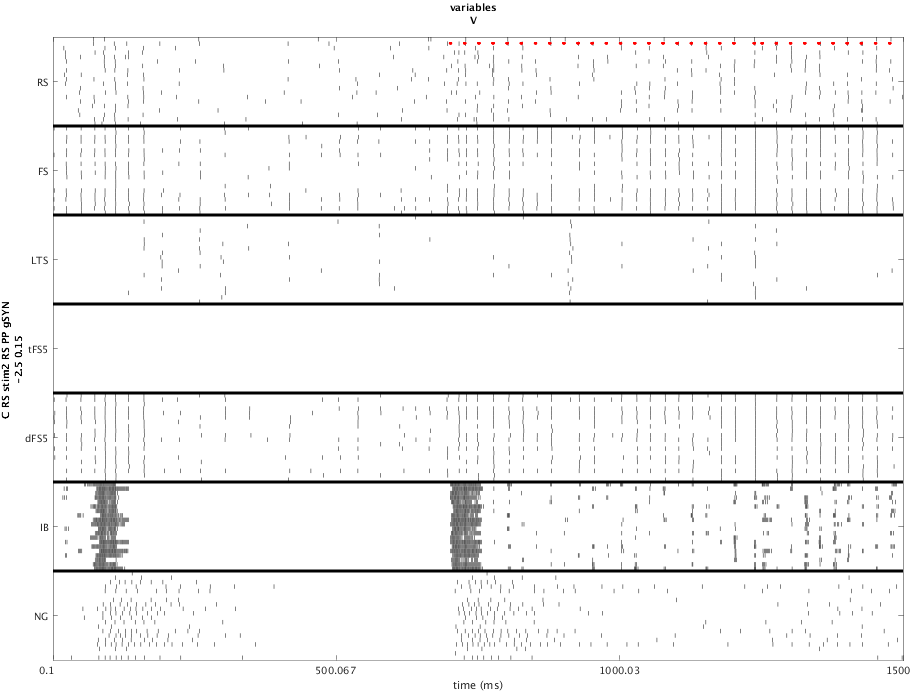 variables
V
RS
FS
LTS
tFS5
dFS5
IB
NG
C RS stim2 RS PP gSYN
-2.5 0.15
0.1
500.067
1000.03
1500
time (ms)